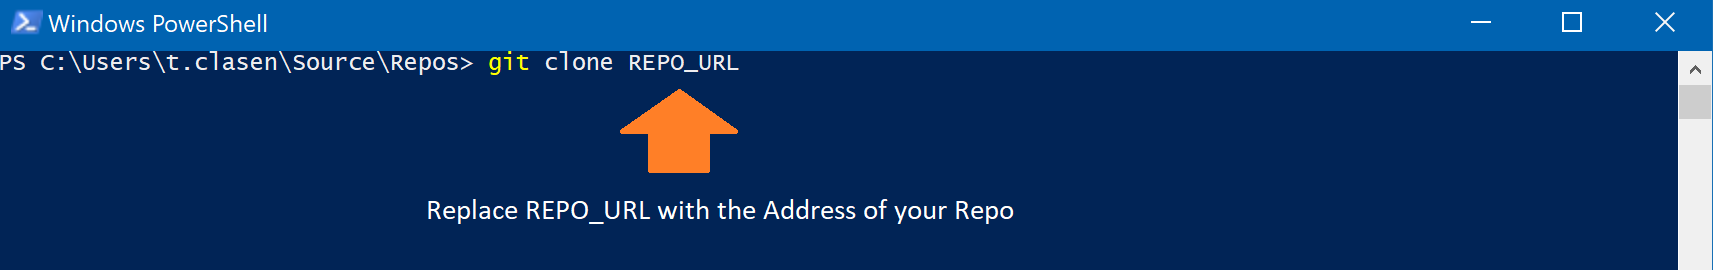 Windows PowerShell
PS C:\Users\t.clasen\Source\Repos> git clone REPO_URL
Replace REPO_URL with the Address of your Repo